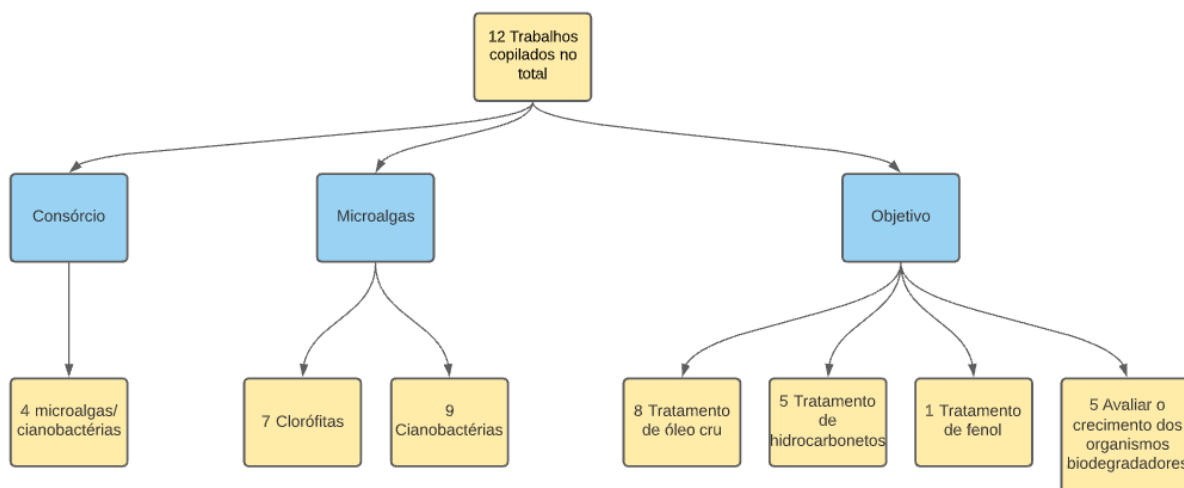 12 Trabalhos
copilados no
total
Consórcio
Microalgas
Objetivo
4 microalgas/
cianobactérias
7 Clorófitas
9
Cianobactérias
8 Tratamento
de óleo cru
5 Tratamento
de
hidrocarbonetos
1 Tratamento
de fenol
5 Avaliar o
crecimento dos
organismos
biodegradadores